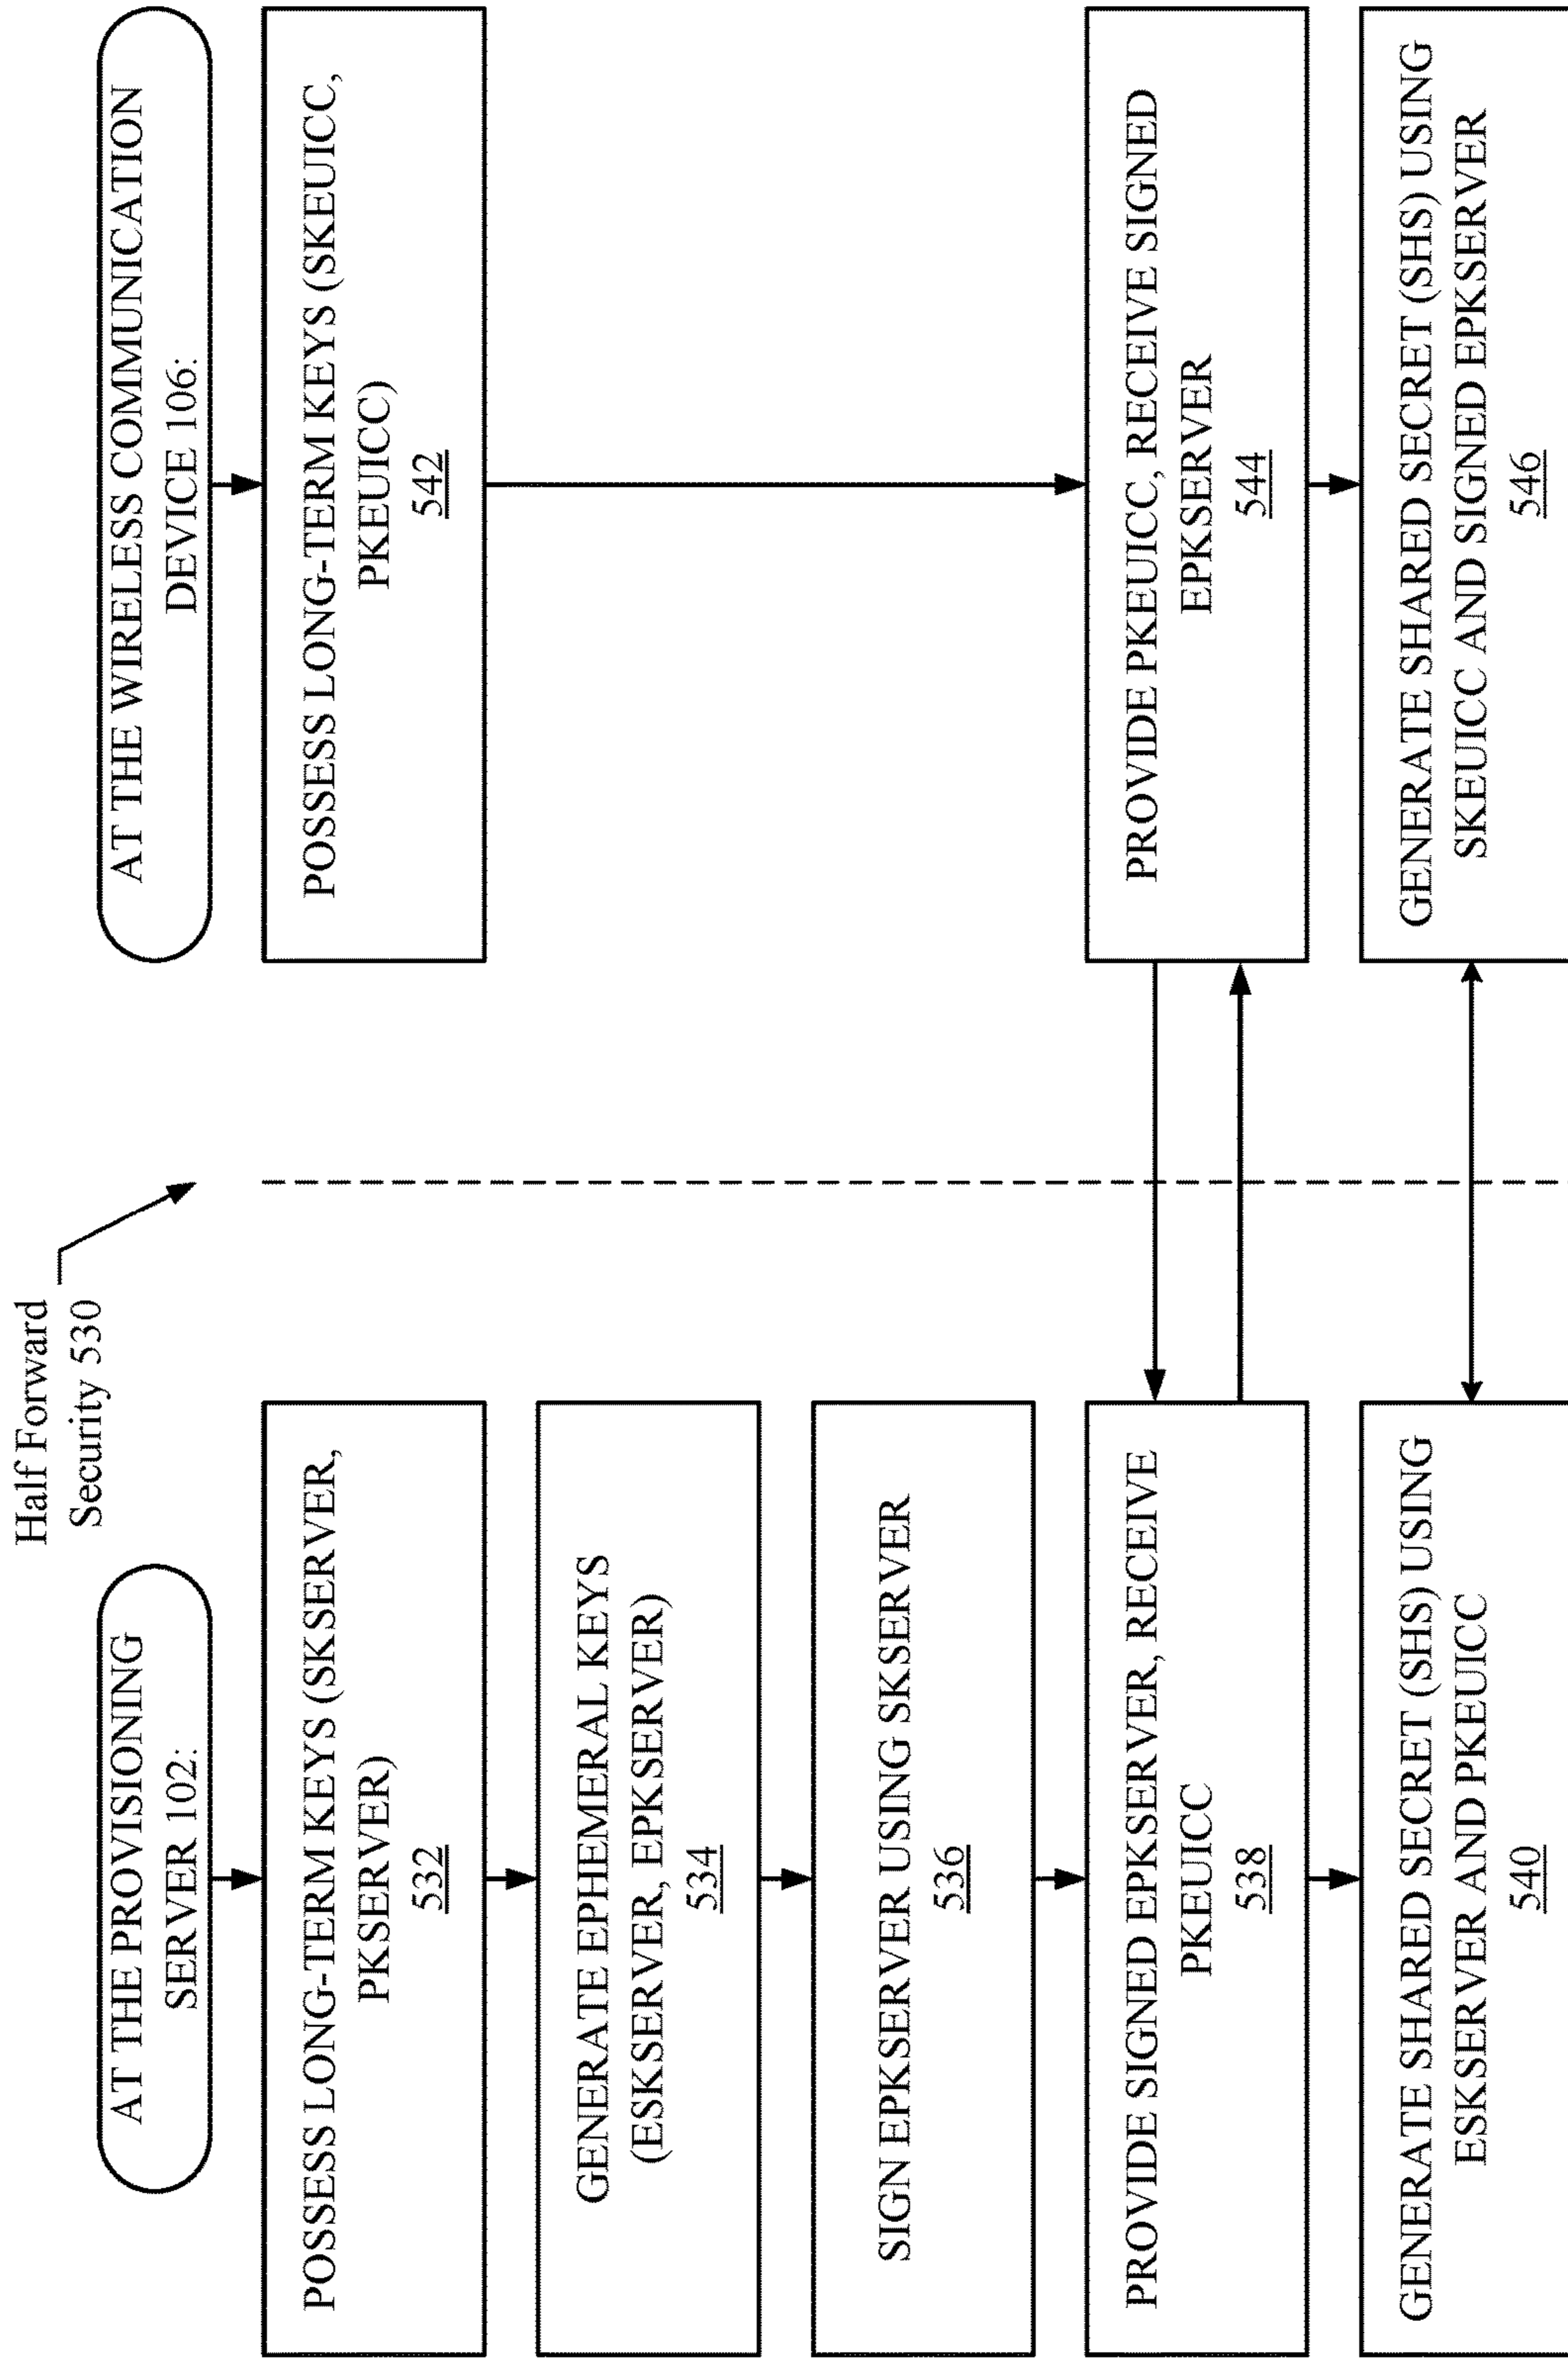 Half Forward
Security 530
AT THE PROVISIONING
SERVER 102:
POSSESS LONG-TERM KEYS (SKSERVER,
PKSERVER)
532
GENERATE EPHEMERAL KEYS
(ESKSERVER, EPKSERVER)
534
SIGN EPKSERVER USING SKSERVER
536
PROVIDE SIGNED EPKSERVER, RECEIVE
PKEUICC
538
GENERATE SHARED SECRET (SHS) USING
ESKSERVER AND PKEUICC
540
AT THE WIRELESS COMMUNICATION
DEVICE 106:
POSSESS LONG-TERM KEYS (SKEUICC,
PKEUICC)
542
PROVIDE PKEUICC, RECEIVE SIGNED
EPKSERVER
544
GENERATE SHARED SECRET (SHS) USING
SKEUICC AND SIGNED EPKSERVER
546